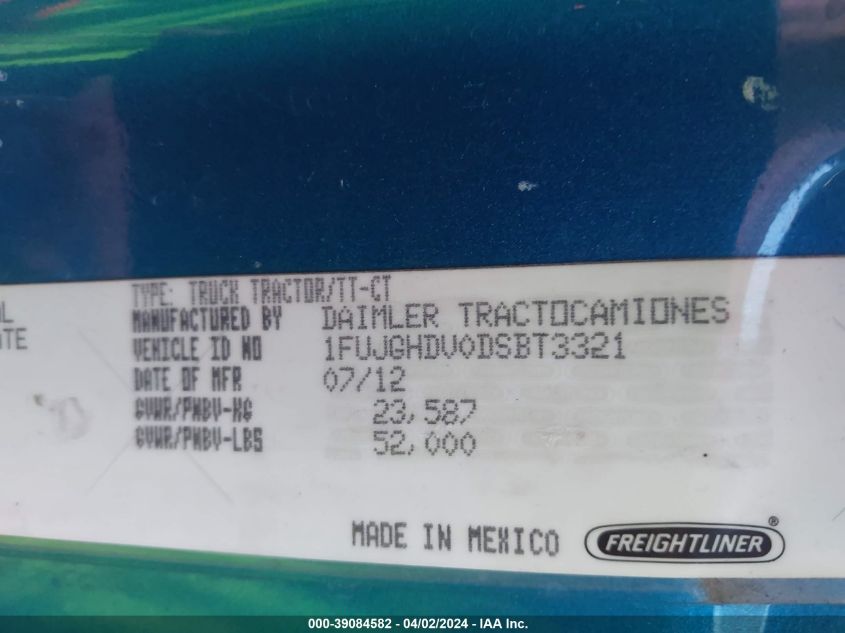 TYPE: TRUCK TRACTOR/TT-CT
MANUFACTURED BY DAIMLER TRACTOCAMIONES
VEHICLE ID NO 1FUJGHDV0DSBT3321
DATE OF MFR 07/12
GVWR/PNBV-KG 23,587
GVWR/PNBV-LBS 52,000
MADE IN MEXICO FREIGHTLINER®
000-39084582 - 04/02/2024 - IAA Inc.